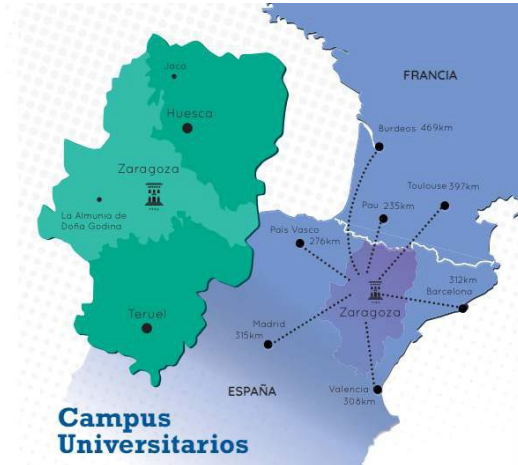 Jaca
Huesca
Zaragoza
La Almunia de
Doña Godina
Teruel
FRANCIA
Burdeos: 469km
Toulouse 397km
Pau 235km
País Vasco
276km
312km
Barcelona
Zaragoza
Madrid
315km
Valencia
308km
ESPAÑA
Campus
Universitarios